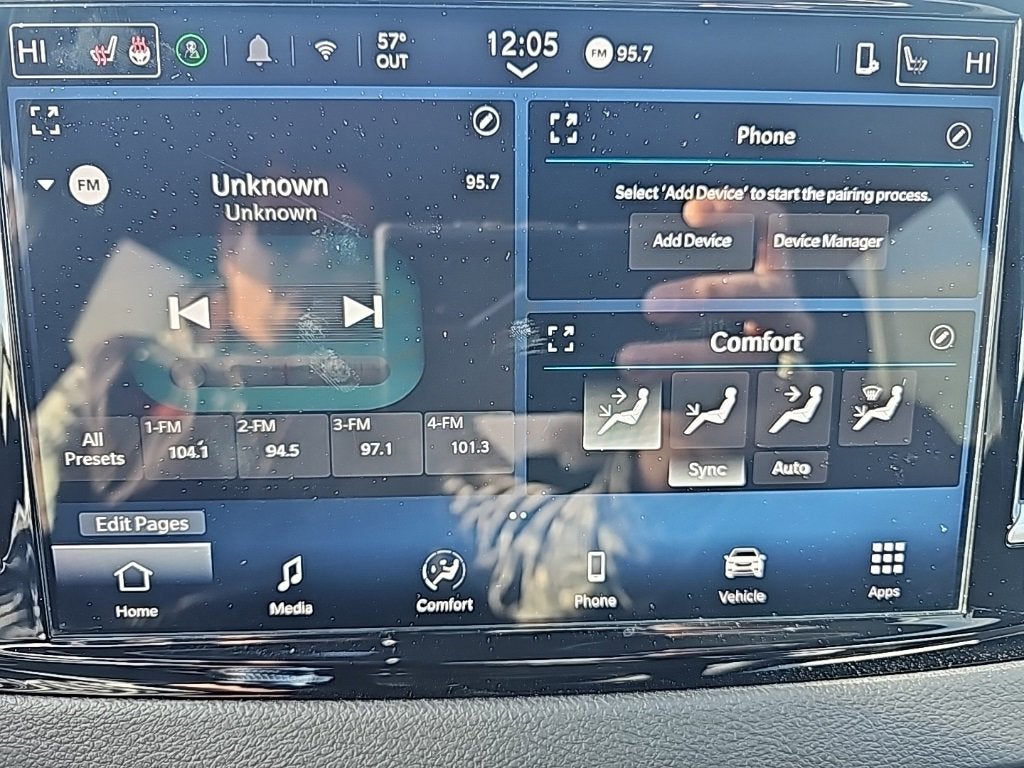 HI
57°
OUT
12:05
FM 95.7
HI
FM
Unknown
95.7
Unknown
All
Presets
1-FM
104.1
2-FM
94.5
3-FM
97.1
4-FM
101.3
Phone
Select 'Add Device' to start the pairing process.
Add Device
Device Manager
Comfort
Sync
Auto
Edit Pages
Home
Media
Comfort
Phone
Vehicle
Apps